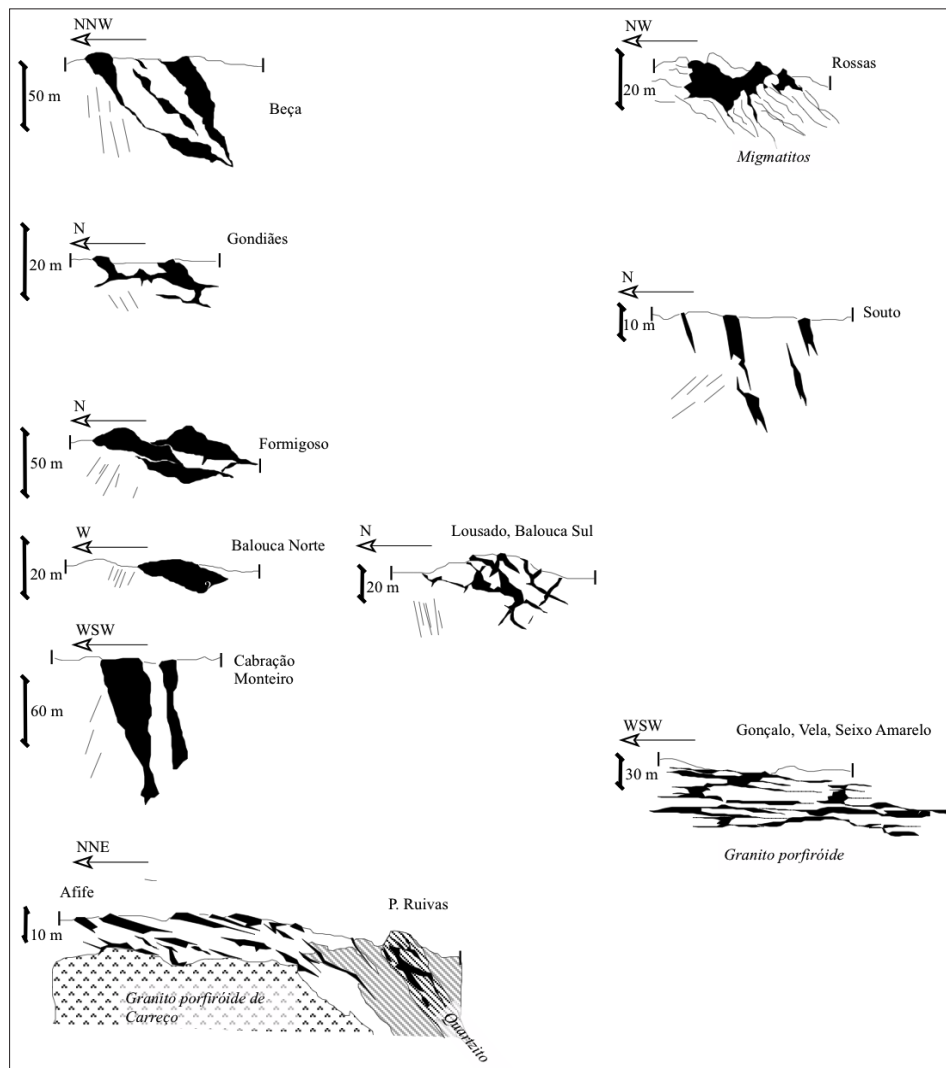 NNW
50 m
Beça
NW
20 m
Rossas
Migmatitos
N
20 m
Gondiães
N
10 m
Souto
N
50 m
Formigoso
W
20 m
Balouca Norte
N
20 m
Lousado, Balouca Sul
WSW
60 m
Cabração
Monteiro
WSW
30 m
Gonçalo, Vela, Seixo Amarelo
Granito porfiróide
NNE
Afife
10 m
P. Ruivas
Granito porfiróide de
Carreço
Quartzito